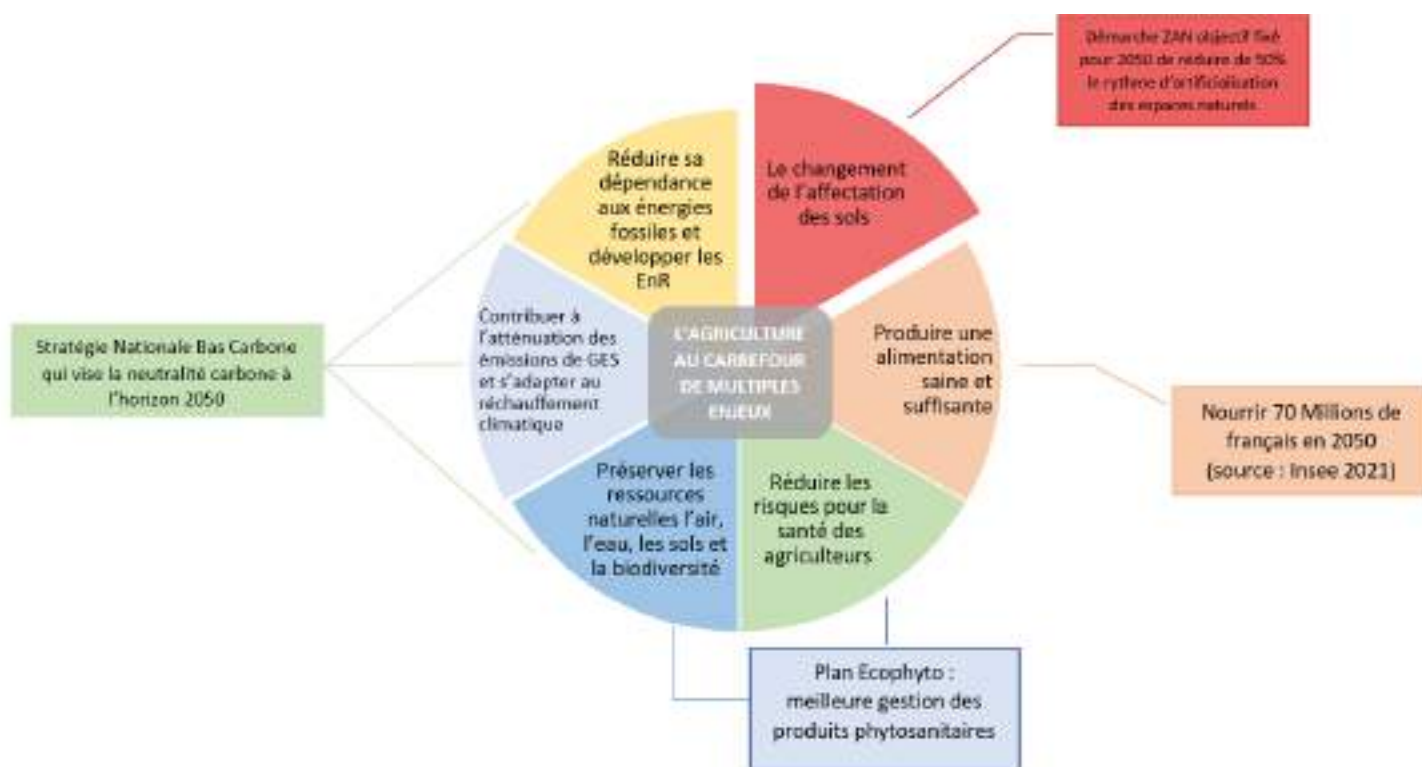 Démarche ZAN objectif fixé
pour 2050 de réduire de 50%
le rythme d'artificialisation
des espaces naturels
Le changement
de l'affectation
des sols
Réduire sa
dépendance
aux énergies
fossiles et
développer les
EnR
Contribuer à
l'atténuation des
émissions de GES
et s'adapter au
réchauffement
climatique
L'AGRICULTURE
AU CARREFOUR
DE MULTIPLES
ENJEUX
Produire une
alimentation
saine et
suffisante
Stratégie Nationale Bas Carbone
qui vise la neutralité carbone à
l'horizon 2050
Nourrir 70 Millions de
français en 2050
(source : Insee 2021)
Préserver les
ressources
naturelles l'air,
l'eau, les sols et
la biodiversité
Réduire les
risques pour la
santé des
agriculteurs
Plan Ecophyto :
meilleure gestion des
produits phytosanitaires